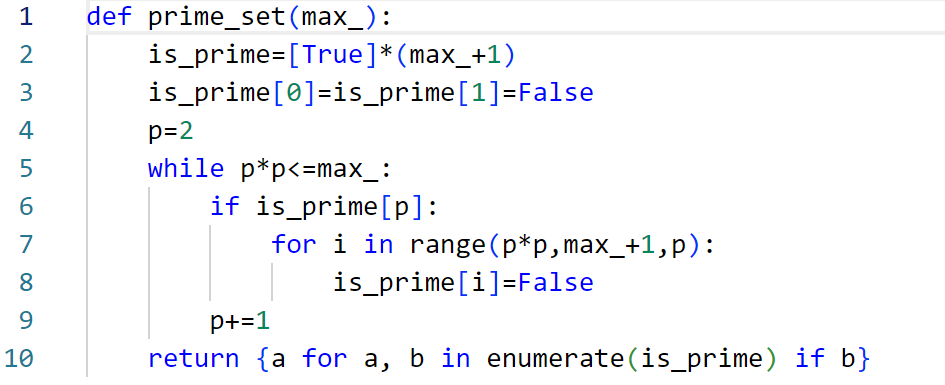 1 def prime_set(max_):
2     is_prime=[True]*(max_+1)
3     is_prime[0]=is_prime[1]=False
4     p=2
5     while p*p<=max_:
6         if is_prime[p]:
7             for i in range(p*p,max_+1,p):
8                 is_prime[i]=False
9         p+=1
10     return {a for a, b in enumerate(is_prime) if b}